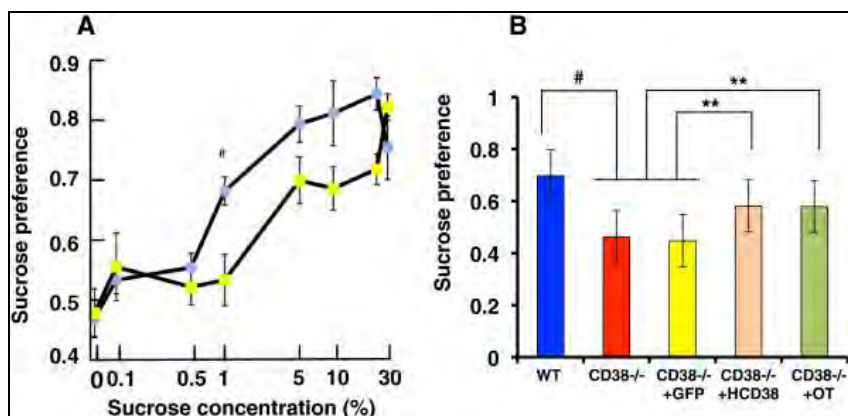 A
Sucrose preference
0.9
0.8
0.7
0.6
0.5
0.4
#
0 0.1 0.5 1 5 10 30
Sucrose concentration (%)
B
Sucrose preference
1
0.8
0.6
0.4
0.2
0
#
**
**
WT CD38-/- CD38-/- CD38-/- CD38-/-
+GFP +HCD38 +OT